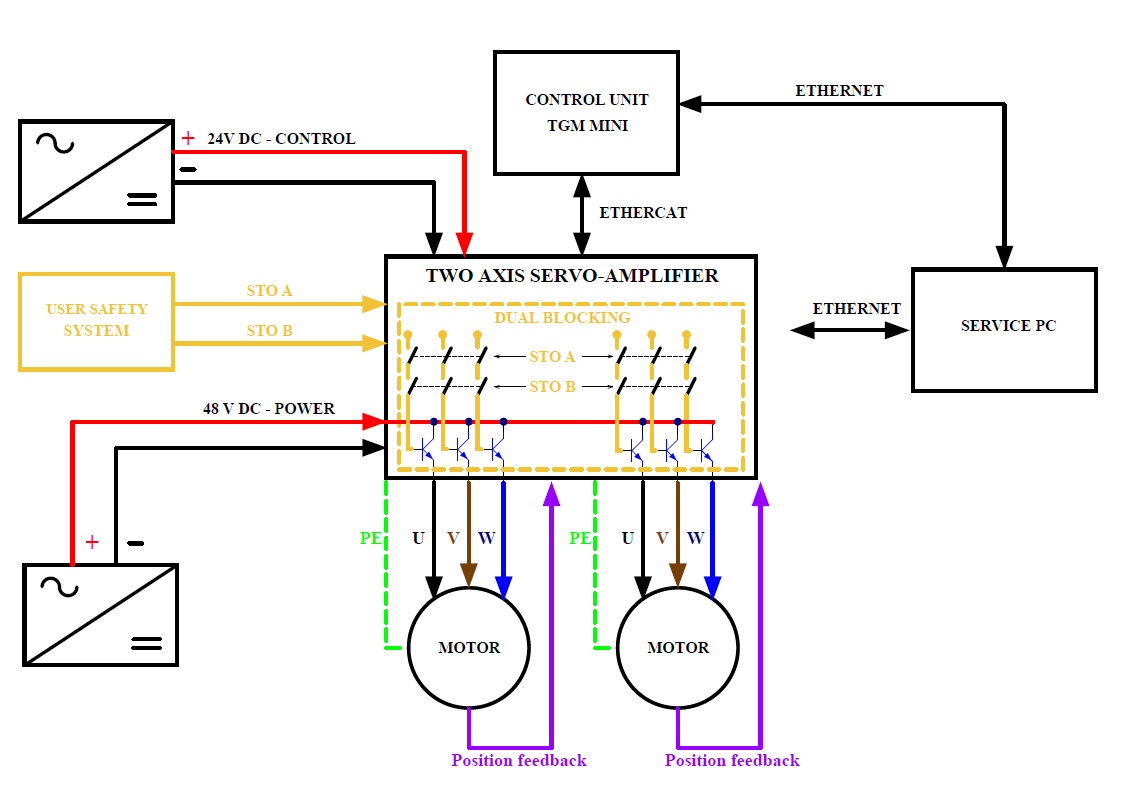 CONTROL UNIT
TGM MINI
ETHERNET
+ 24V DC - CONTROL
-
ETHERCAT
TWO AXIS SERVO-AMPLIFIER
USER SAFETY
SYSTEM
STO A
STO B
DUAL BLOCKING
STO A
STO B
ETHERNET
SERVICE PC
48 V DC - POWER
+ -
PE U V W PE U V W
MOTOR MOTOR
Position feedback Position feedback